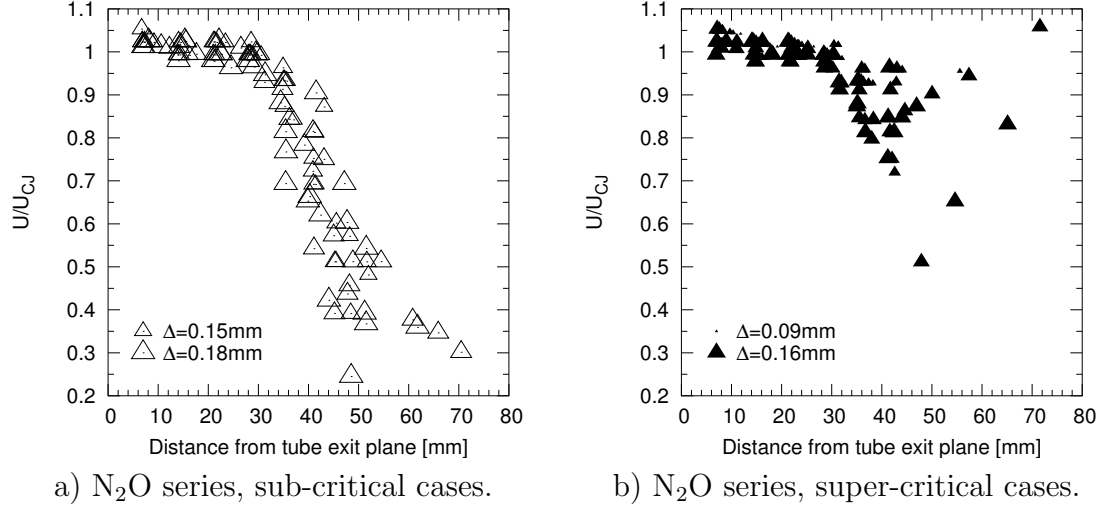 1.1
1
0.9
0.8
0.7
0.6
0.5
0.4
0.3
0.2
U/U_CJ
Δ=0.15mm
Δ=0.18mm
0 10 20 30 40 50 60 70 80
Distance from tube exit plane [mm]
a) N₂O series, sub-critical cases.
1.1
1
0.9
0.8
0.7
0.6
0.5
0.4
0.3
0.2
U/U_CJ
Δ=0.09mm
Δ=0.16mm
0 10 20 30 40 50 60 70 80
Distance from tube exit plane [mm]
b) N₂O series, super-critical cases.